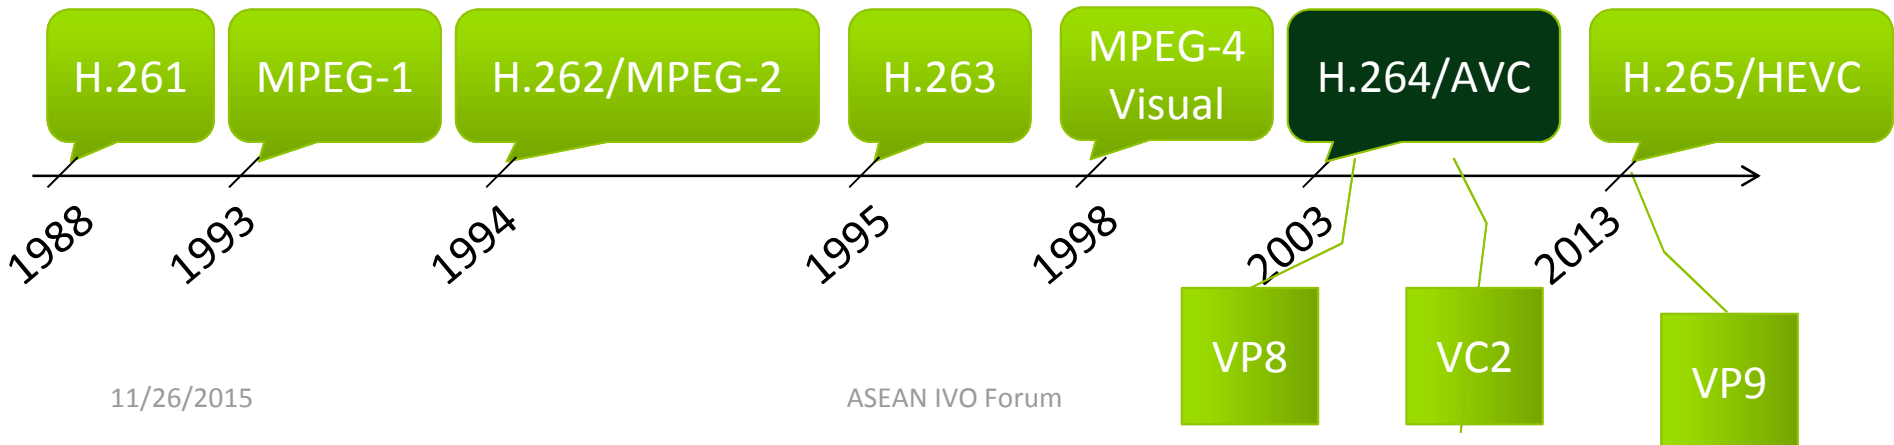 H.261
MPEG-1
H.262/MPEG-2
H.263
MPEG-4
Visual
H.264/AVC
H.265/HEVC
1988
1993
1994
1995
1998
2003
2013
VP8
VC2
VP9
11/26/2015
ASEAN IVO Forum